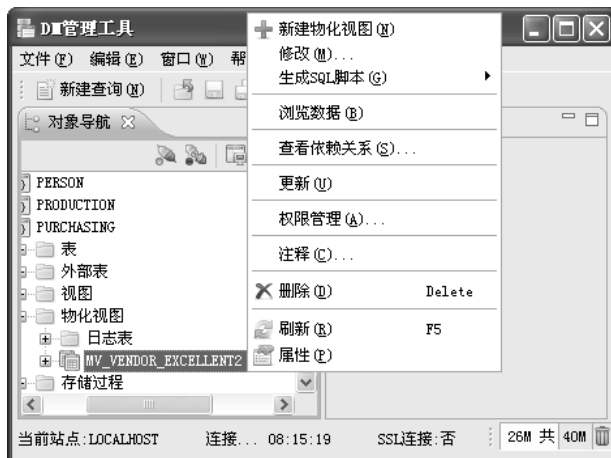 DM管理工具
文件(F) 编辑(E) 窗口(W) 帮
新建查询(N)
对象导航
PERSON
PRODUCTION
PURCHASING
表
外部表
视图
物化视图
日志表
MV_VENDOR_EXCELLENT2
存储过程
新建物化视图(N)
修改(M)...
生成SQL脚本(G)
浏览数据(B)
查看依赖关系(S)...
更新(U)
权限管理(A)...
注释(C)...
删除(D) Delete
刷新(R) F5
属性(P)
当前站点:LOCALHOST 连接... 08:15:19 SSL连接:否 26M 共 40M